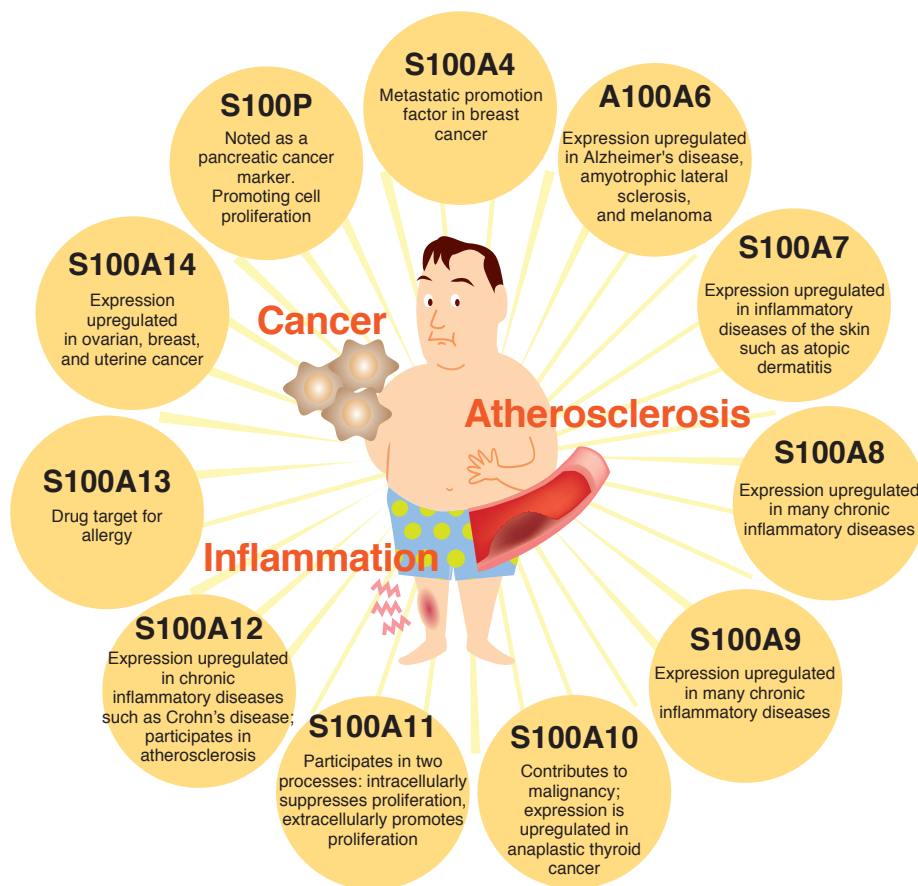 S100A4
Metastatic promotion
factor in breast
cancer
A100A6
Expression upregulated
in Alzheimer's disease,
amyotrophic lateral
sclerosis,
and melanoma
S100A7
Expression upregulated
in inflammatory
diseases of the skin
such as atopic
dermatitis
S100A8
Expression upregulated
in many chronic
inflammatory diseases
S100A9
Expression upregulated
in many chronic
inflammatory diseases
S100A10
Contributes to
malignancy;
expression is
upregulated in
anaplastic thyroid
cancer
S100A11
Participates in two
processes: intracellularly
suppresses proliferation,
extracellularly promotes
proliferation
S100A12
Expression upregulated
in chronic
inflammatory diseases
such as Crohn’s disease;
participates in
atherosclerosis
S100A13
Drug target for
allergy
S100A14
Expression
upregulated
in ovarian, breast,
and uterine cancer
S100P
Noted as a
pancreatic cancer
marker.
Promoting cell
proliferation
Cancer
Atherosclerosis
Inflammation